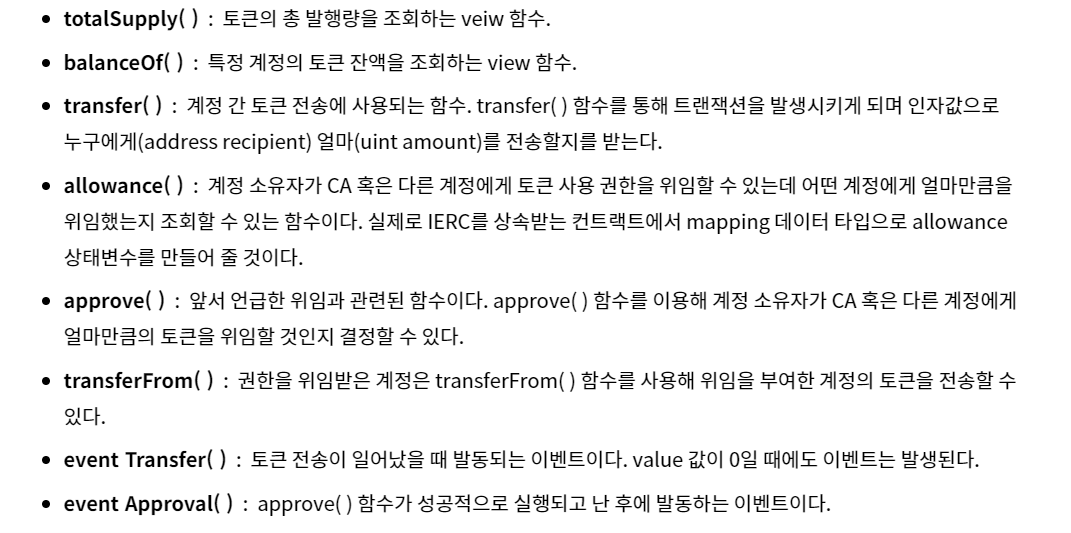 • totalSupply( ) : 토큰의 총 발행량을 조회하는 veiw 함수.
• balanceOf( ) : 특정 계정의 토큰 잔액을 조회하는 view 함수.
• transfer( ) : 계정 간 토큰 전송에 사용되는 함수. transfer( ) 함수를 통해 트랜잭션을 발생시키게 되며 인자값으로
누구에게(address recipient) 얼마(uint amount)를 전송할지를 받는다.
• allowance( ) : 계정 소유자가 CA 혹은 다른 계정에게 토큰 사용 권한을 위임할 수 있는데 어떤 계정에게 얼마만큼을
위임했는지 조회할 수 있는 함수이다. 실제로 IERC를 상속받는 컨트랙트에서 mapping 데이터 타입으로 allowance
상태변수를 만들어 줄 것이다.
• approve( ) : 앞서 언급한 위임과 관련된 함수이다. approve( ) 함수를 이용해 계정 소유자가 CA 혹은 다른 계정에게
얼마만큼의 토큰을 위임할 것인지 결정할 수 있다.
• transferFrom( ) : 권한을 위임받은 계정은 transferFrom( ) 함수를 사용해 위임을 부여한 계정의 토큰을 전송할 수
있다.
• event Transfer( ) : 토큰 전송이 일어났을 때 발동되는 이벤트이다. value 값이 0일 때에도 이벤트는 발생된다.
• event Approval( ) : approve( ) 함수가 성공적으로 실행되고 난 후에 발동하는 이벤트이다.